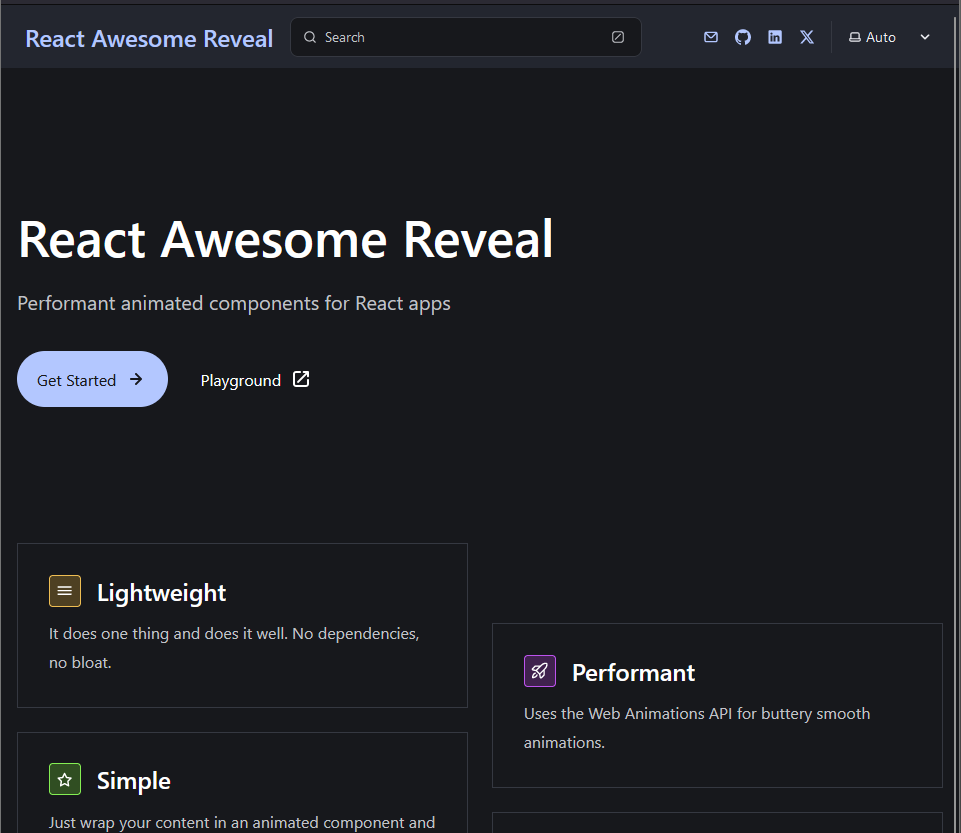 React Awesome Reveal
Search
Auto
React Awesome Reveal
Performant animated components for React apps
Get Started
Playground
Lightweight
It does one thing and does it well. No dependencies,
no bloat.
Performant
Uses the Web Animations API for buttery smooth
animations.
Simple
Just wrap your content in an animated component and